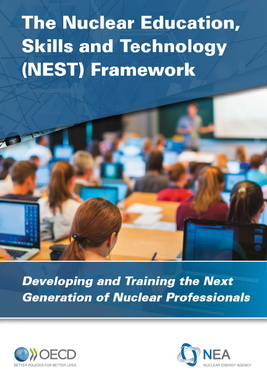 The Nuclear Education,
Skills and Technology
(NEST) Framework
Developing and Training the Next
Generation of Nuclear Professionals
OECD
BETTER POLICIES FOR BETTER LIVES
NEA
NUCLEAR ENERGY AGENCY